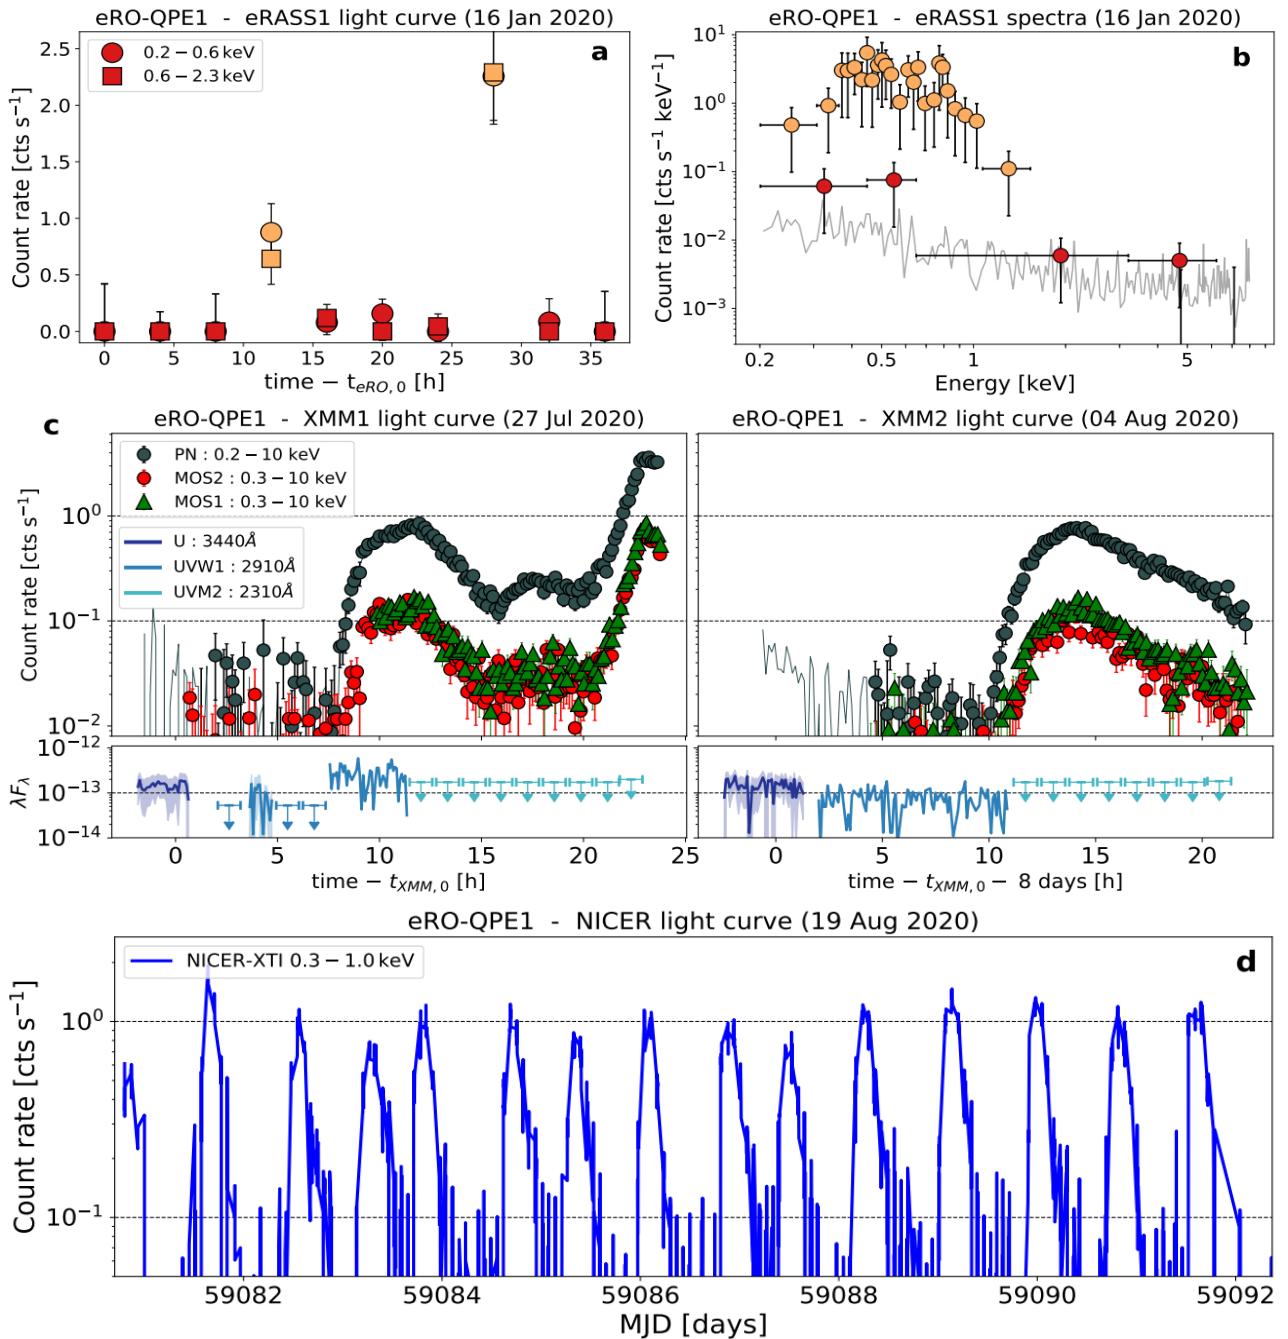 eRO-QPE1 - eRASS1 light curve (16 Jan 2020)
a
0.2 − 0.6 keV
0.6 − 2.3 keV
Count rate [cts s⁻¹]
2.5
2.0
1.5
1.0
0.5
0.0
0 5 10 15 20 25 30 35
time − t_eRO,0 [h]
eRO-QPE1 - eRASS1 spectra (16 Jan 2020)
b
Count rate [cts s⁻¹ keV⁻¹]
10¹
10⁰
10⁻¹
10⁻²
10⁻³
0.2 0.5 1 5
Energy [keV]
c
eRO-QPE1 - XMM1 light curve (27 Jul 2020)
PN : 0.2 − 10 keV
MOS2 : 0.3 − 10 keV
MOS1 : 0.3 − 10 keV
U : 3440Å
UVW1 : 2910Å
UVM2 : 2310Å
Count rate [cts s⁻¹]
10⁰
10⁻¹
10⁻²
λF_λ
10⁻¹²
10⁻¹³
10⁻¹⁴
0 5 10 15 20 25
time − t_XMM,0 [h]
eRO-QPE1 - XMM2 light curve (04 Aug 2020)
0 5 10 15 20
time − t_XMM,0 − 8 days [h]
eRO-QPE1 - NICER light curve (19 Aug 2020)
d
NICER-XTI 0.3 − 1.0 keV
Count rate [cts s⁻¹]
10⁰
10⁻¹
59082 59084 59086 59088 59090 59092
MJD [days]